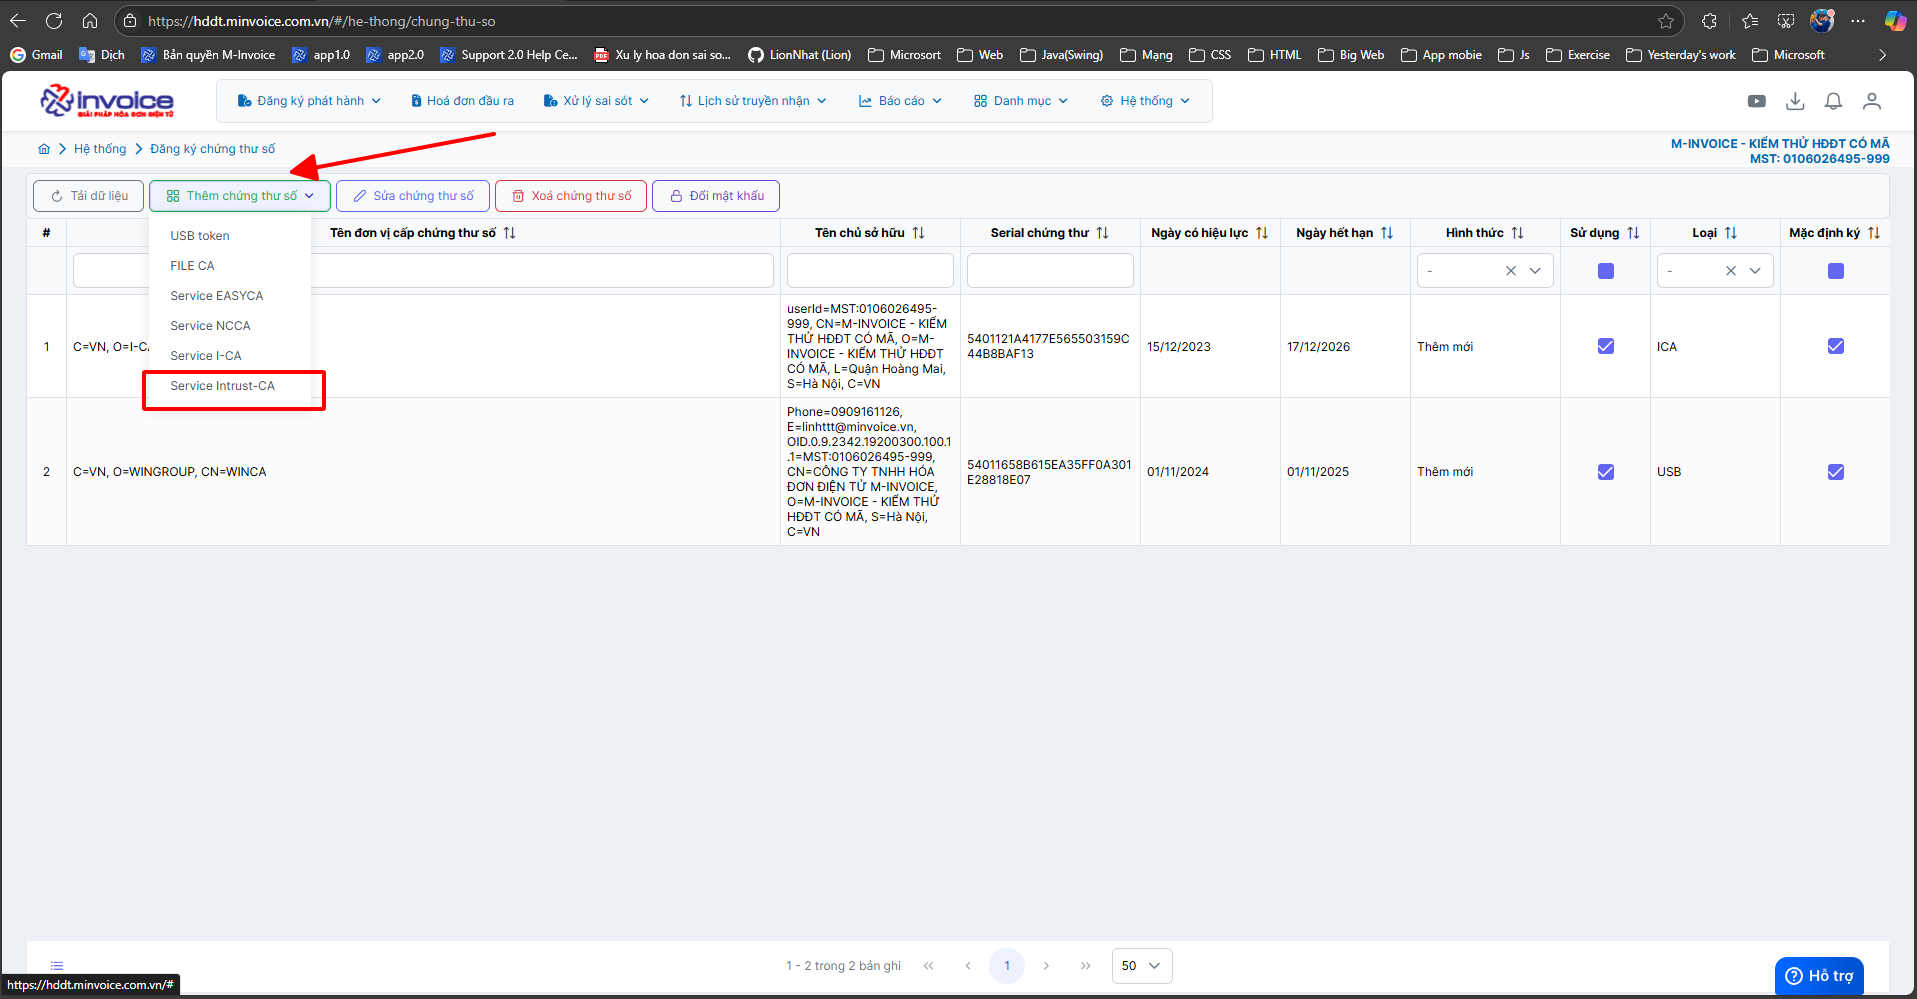 https://hddt.minvoice.com.vn/#/he-thong/chung-thu-so
Gmail Dịch Bản quyền M-Invoice app1.0 app2.0 Support 2.0 Help Ce... Xu ly hoa don sai so... LionNhat (Lion) Microsort Web Java(Swing) Mạng CSS HTML Big Web App mobie Js Exercise Yesterday's work Microsoft
invoice
GIẢI PHÁP HÓA ĐƠN ĐIỆN TỬ
Đăng ký phát hành Hoá đơn đầu ra Xử lý sai sót Lịch sử truyền nhận Báo cáo Danh mục Hệ thống
Hệ thống Đăng ký chứng thư số
M-INVOICE - KIỂM THỬ HĐĐT CÓ MÃ
MST: 0106026495-999
Tải dữ liệu Thêm chứng thư số Sửa chứng thư số Xoá chứng thư số Đổi mật khẩu
USB token
FILE CA
Service EASYCA
Service NCCA
Service I-CA
Service Intrust-CA
# Tên đơn vị cấp chứng thư số Tên chủ sở hữu Serial chứng thư Ngày có hiệu lực Ngày hết hạn Hình thức Sử dụng Loại Mặc định ký
- -
1 C=VN, O=I-CA
userId=MST:0106026495-
999, CN=M-INVOICE - KIỂM
THỬ HĐĐT CÓ MÃ, O=M-
INVOICE - KIỂM THỬ HĐĐT
CÓ MÃ, L=Quận Hoàng Mai,
S=Hà Nội, C=VN
5401121A4177E565503159C
44B8BAF13
15/12/2023 17/12/2026 Thêm mới ICA
2 C=VN, O=WINGROUP, CN=WINCA
Phone=0909161126,
E=linhttt@minvoice.vn,
OID.0.9.2342.19200300.100.1
.1=MST:0106026495-999,
CN=CÔNG TY TNHH HÓA
ĐƠN ĐIỆN TỬ M-INVOICE,
O=M-INVOICE - KIỂM THỬ
HĐĐT CÓ MÃ, S=Hà Nội,
C=VN
54011658B615EA35FF0A301
E28818E07
01/11/2024 01/11/2025 Thêm mới USB
1 - 2 trong 2 bản ghi 1 50
Hỗ trợ
https://hddt.minvoice.com.vn/#